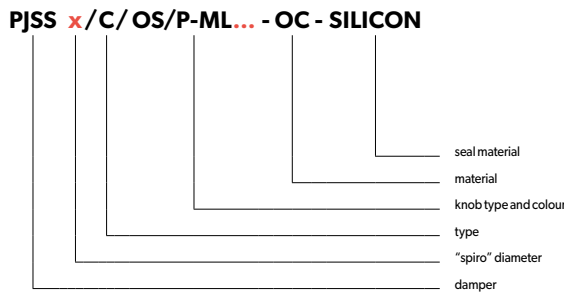 PJSS x/C/ OS/P-ML... - OC - SILICON
seal material
material
knob type and colour
type
"spiro" diameter
damper